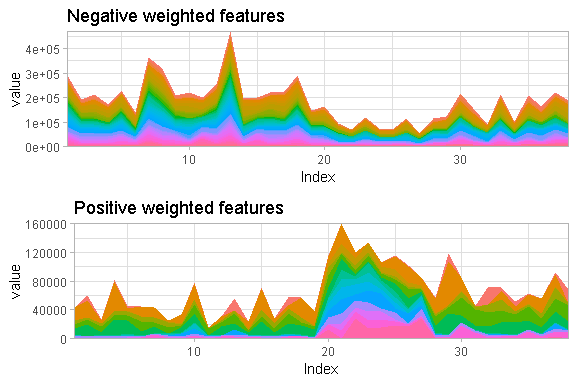 Negative weighted features
4e+05
3e+05
2e+05
1e+05
0e+00
value
10 20 30
Index
Positive weighted features
160000
120000
80000
40000
0
value
10 20 30
Index